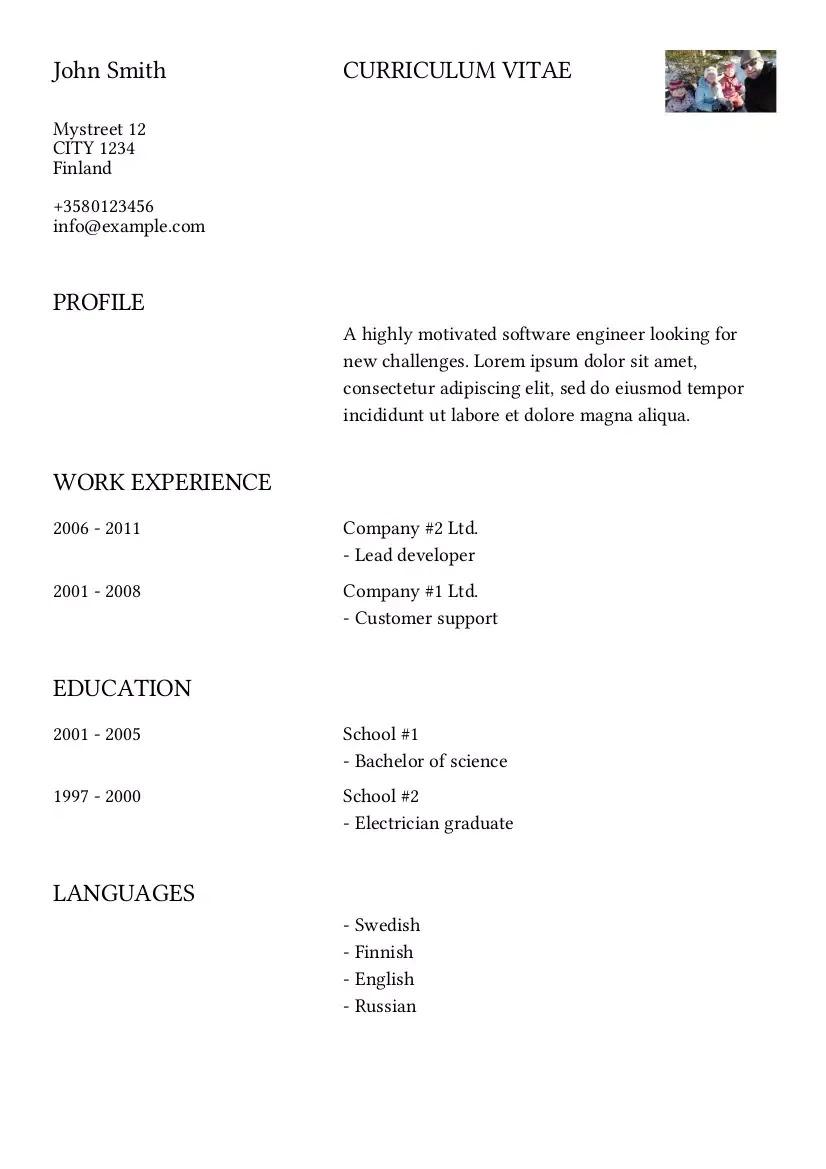 John Smith
CURRICULUM VITAE
Mystreet 12
CITY 1234
Finland
+3580123456
info@example.com
PROFILE
A highly motivated software engineer looking for
new challenges. Lorem ipsum dolor sit amet,
consectetur adipiscing elit, sed do eiusmod tempor
incididunt ut labore et dolore magna aliqua.
WORK EXPERIENCE
2006 - 2011
Company #2 Ltd.
- Lead developer
2001 - 2008
Company #1 Ltd.
- Customer support
EDUCATION
2001 - 2005
School #1
- Bachelor of science
1997 - 2000
School #2
- Electrician graduate
LANGUAGES
- Swedish
- Finnish
- English
- Russian